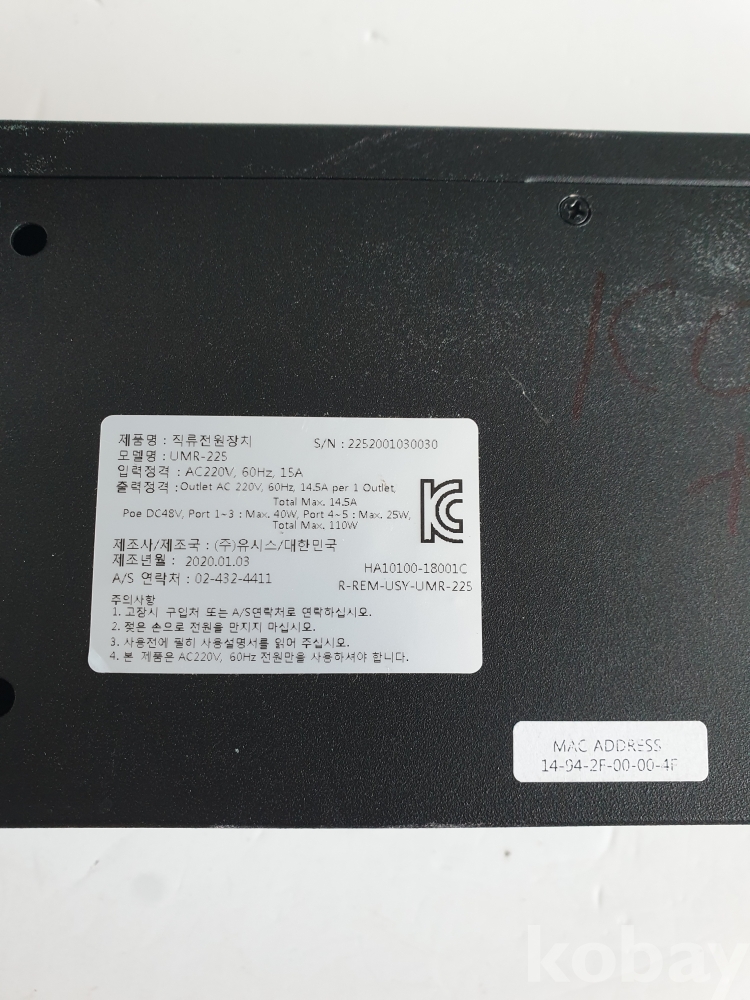 제품명 : 직류전원장치 S/N : 2252001030030
모델명 : UMR-225
입력정격 : AC220V, 60Hz, 15A
출력정격 : Outlet AC 220V, 60Hz, 14.5A per 1 Outlet,
Total Max. 14.5A
Poe DC48V, Port 1~3 : Max. 40W, Port 4~5 : Max. 25W,
Total Max. 110W
제조사/제조국 : (주)유시스/대한민국
제조년월 : 2020.01.03
A/S 연락처 : 02-432-4411
HA10100-18001C
R-REM-USY-UMR-225
주의사항
1. 고장시 구입처 또는 A/S연락처로 연락하십시오.
2. 젖은 손으로 전원을 만지지 마십시오.
3. 사용전에 필히 사용설명서를 읽어 주십시오.
4. 본 제품은 AC220V, 60Hz 전원만을 사용하셔야 합니다.
MAC ADDRESS
14-94-2F-00-00-4F
kobay